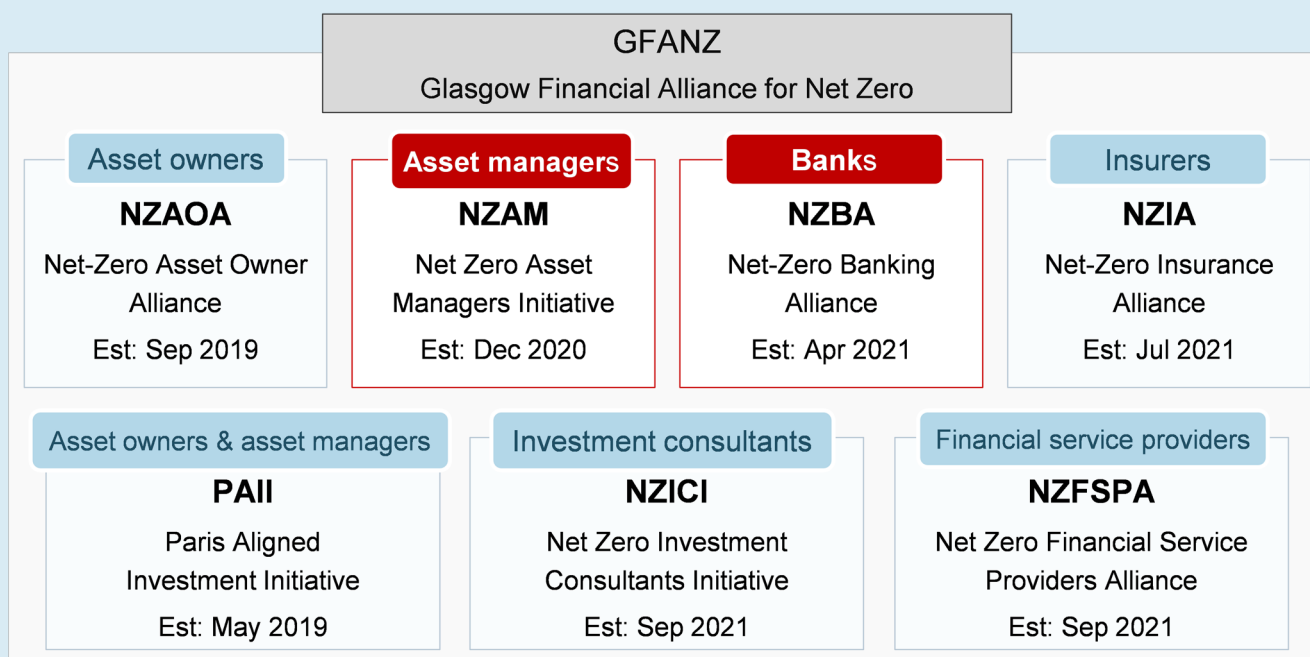 GFANZ
Glasgow Financial Alliance for Net Zero
Asset owners
NZAOA
Net-Zero Asset Owner
Alliance
Est: Sep 2019
Asset managers
NZAM
Net Zero Asset
Managers Initiative
Est: Dec 2020
Banks
NZBA
Net-Zero Banking
Alliance
Est: Apr 2021
Insurers
NZIA
Net-Zero Insurance
Alliance
Est: Jul 2021
Asset owners & asset managers
PAII
Paris Aligned
Investment Initiative
Est: May 2019
Investment consultants
NZICI
Net Zero Investment
Consultants Initiative
Est: Sep 2021
Financial service providers
NZFSPA
Net Zero Financial Service
Providers Alliance
Est: Sep 2021